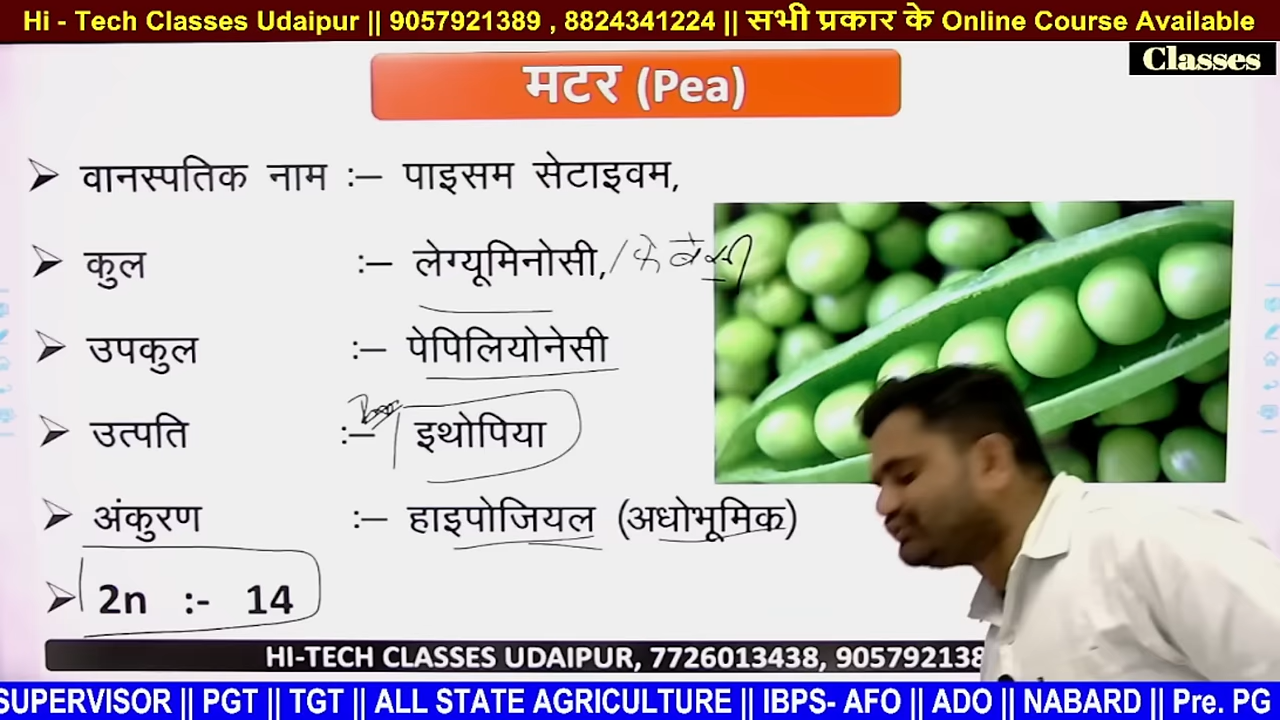 Hi - Tech Classes Udaipur || 9057921389 , 8824341224 || सभी प्रकार के Online Course Available
Classes
मटर (Pea)
वानस्पतिक नाम :– पाइसम सेटाइवम,
कुल :– लेग्यूमिनोसी,
उपकुल :– पेपिलियोनेसी
उत्पति :– इथोपिया
अंकुरण :– हाइपोजियल (अधोभूमिक)
2n :- 14
HI-TECH CLASSES UDAIPUR, 7726013438, 905792138
SUPERVISOR || PGT || TGT || ALL STATE AGRICULTURE || IBPS- AFO || ADO || NABARD || Pre. PG